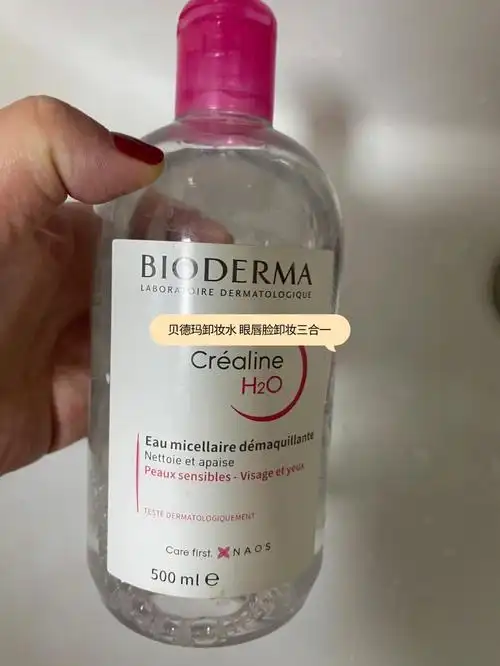 BIODERMA
LABORATOIRE DERMATOLOGIQUE
贝德玛卸妆水 眼唇脸卸妆三合一
Créaline
H2O
Eau micellaire démaquillante
Nettoie et apaise
Peaux sensibles - Visage et yeux
TESTÉ DERMATOLOGIQUEMENT
Care first. NAOS
500 ml ℮